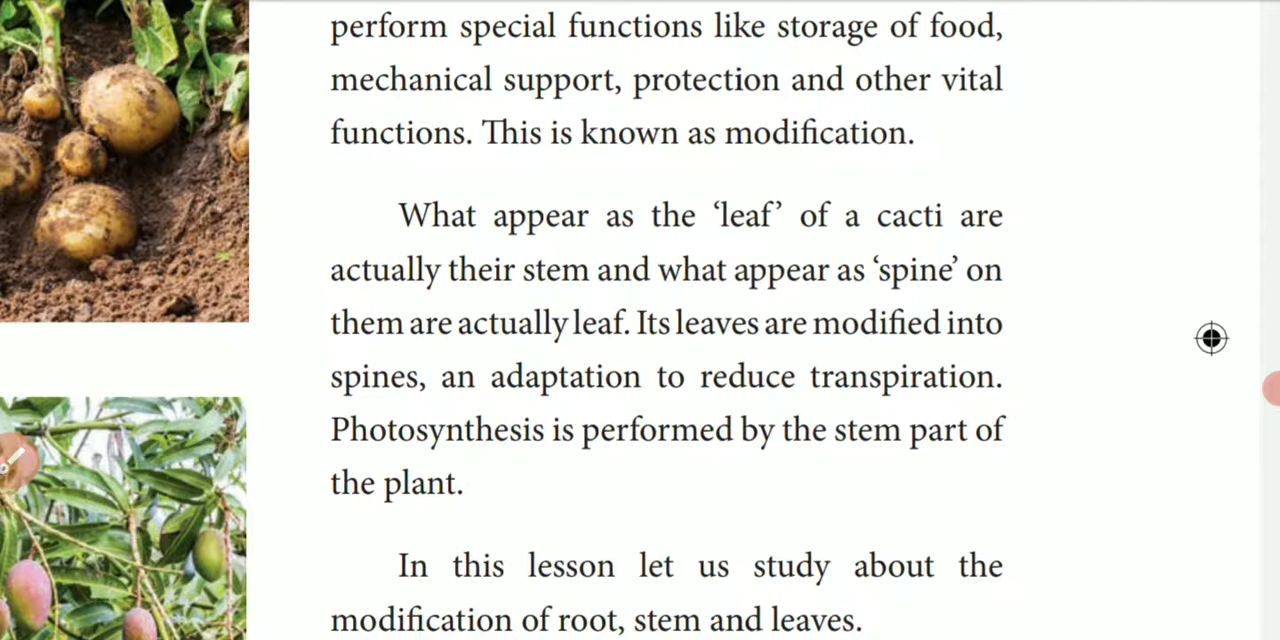 perform special functions like storage of food,
mechanical support, protection and other vital
functions. This is known as modification.
What appear as the ‘leaf’ of a cacti are
actually their stem and what appear as ‘spine’ on
them are actually leaf. Its leaves are modified into
spines, an adaptation to reduce transpiration.
Photosynthesis is performed by the stem part of
the plant.
In this lesson let us study about the
modification of root, stem and leaves.